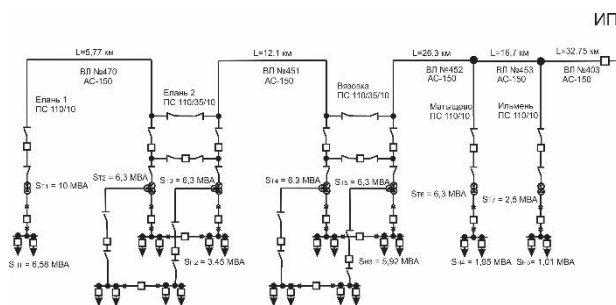 ИП
L=5,77 км
L=12.1 км
L=26.3 км
L=16.7 км
L=32.75 км
ВЛ №470
АС-150
ВЛ №451
АС-150
ВЛ №452
АС-150
ВЛ №453
АС-150
ВЛ №403
АС-150
Елань 1
ПС 110/10
Елань 2
ПС 110/35/10
Вязовка
ПС 110/35/10
Матышево
ПС 110/10
Ильмень
ПС 110/10
Sт1 = 10 МВА
Sт2 = 6,3 МВА
Sт3 = 6,3 МВА
Sт4 = 6.3 МВА
Sт5 = 6.3 МВА
Sт6 = 6,3 МВА
Sт7 = 2,5 МВА
Sн1 = 6,58 МВА
Sн2 = 3.45 МВА
Sн3 = 5,92 МВА
Sн4 = 1,95 МВА
Sн5 = 1,01 МВА